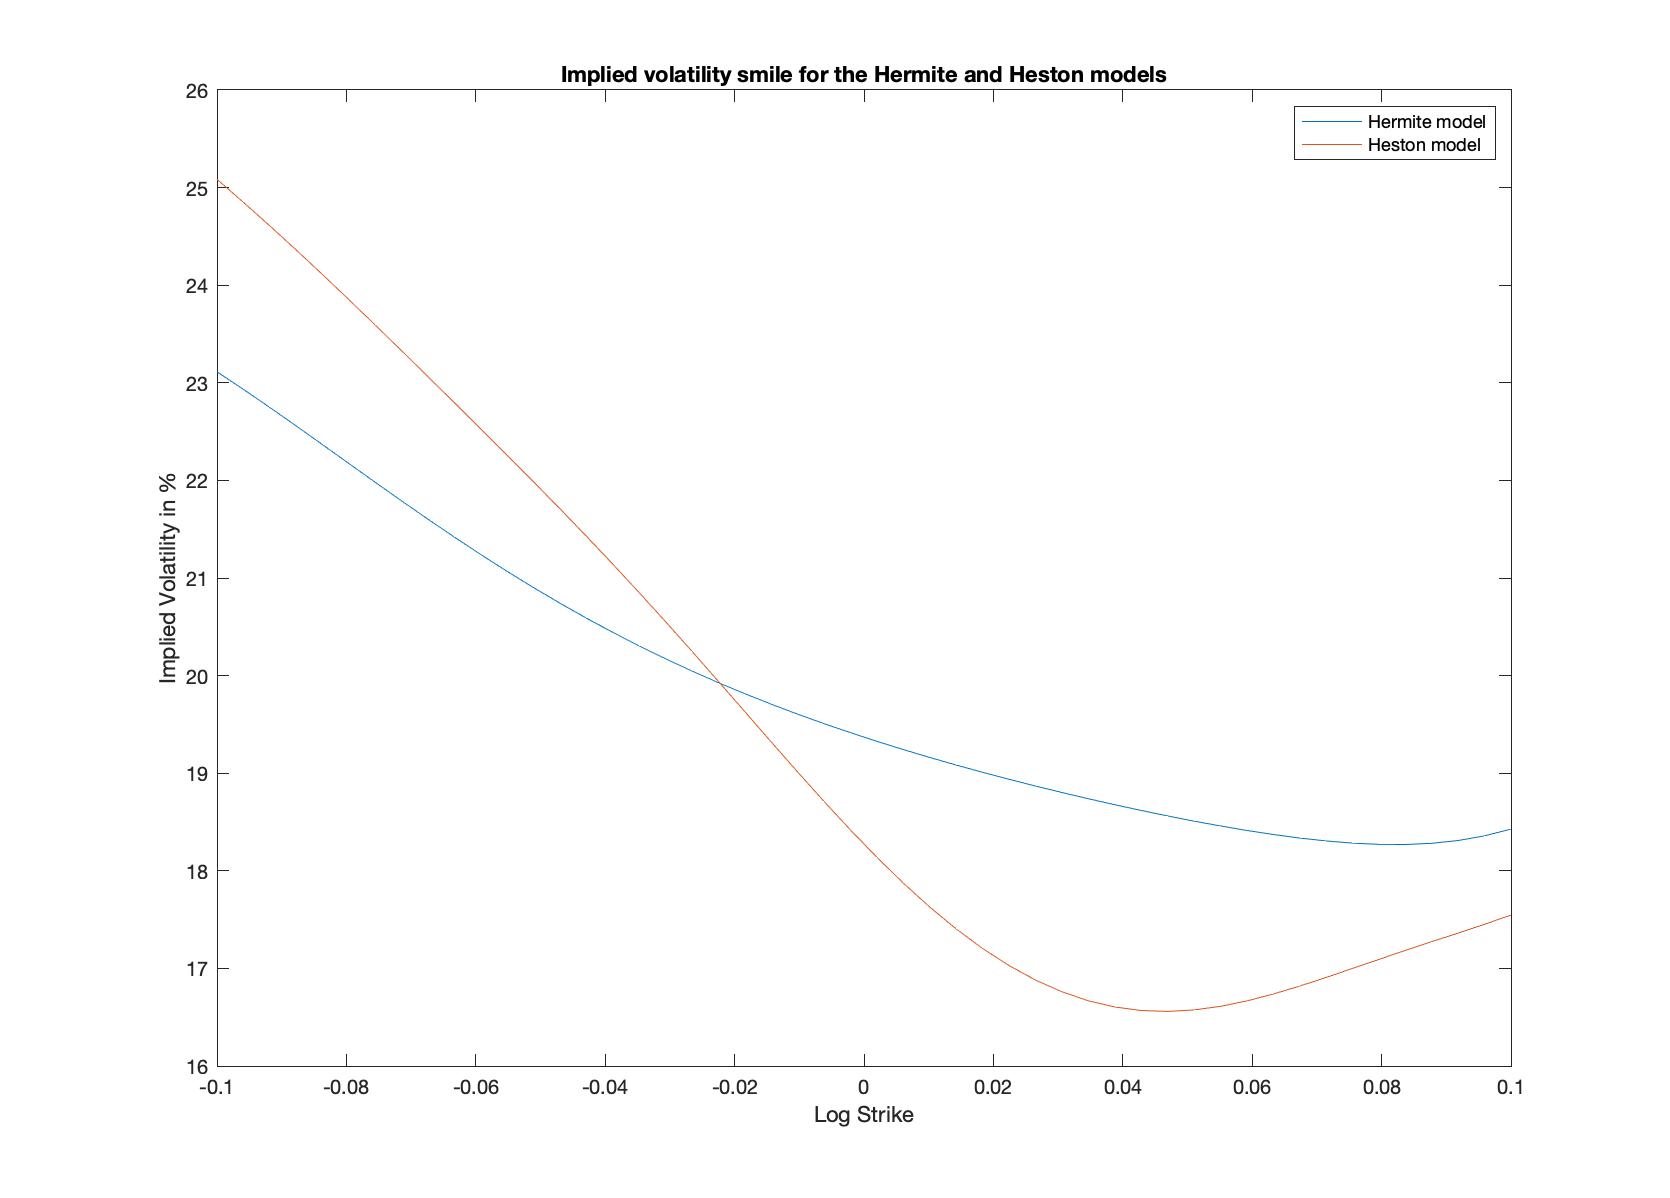 Implied volatility smile for the Hermite and Heston models
26
Hermite model
Heston model
25
24
23
22
21
20
19
18
17
16
Implied Volatility in %
-0.1 -0.08 -0.06 -0.04 -0.02 0 0.02 0.04 0.06 0.08 0.1
Log Strike